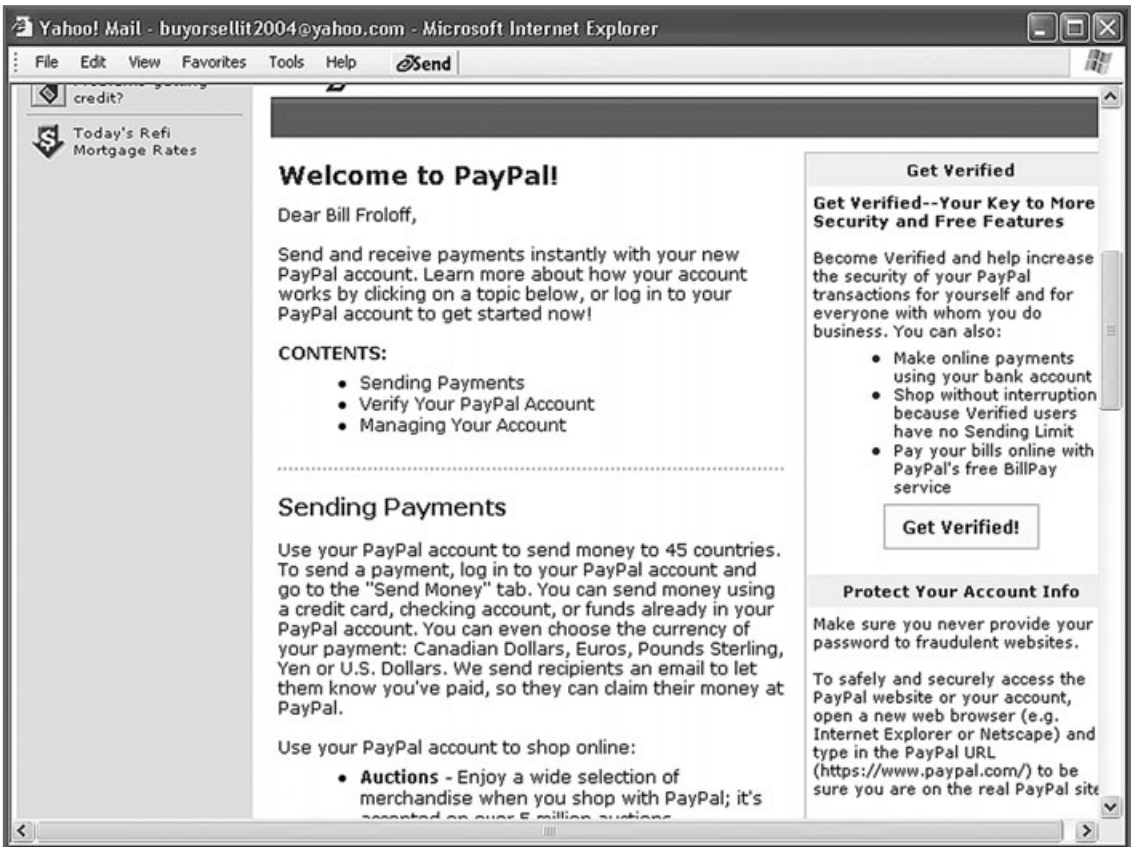 Yahoo! Mail - buyorsellit2004@yahoo.com - Microsoft Internet Explorer
File Edit View Favorites Tools Help Send
Problems getting
credit?
Today's Refi
Mortgage Rates
Welcome to PayPal!
Dear Bill Froloff,
Send and receive payments instantly with your new
PayPal account. Learn more about how your account
works by clicking on a topic below, or log in to your
PayPal account to get started now!
CONTENTS:
• Sending Payments
• Verify Your PayPal Account
• Managing Your Account
Sending Payments
Use your PayPal account to send money to 45 countries.
To send a payment, log in to your PayPal account and
go to the "Send Money" tab. You can send money using
a credit card, checking account, or funds already in your
PayPal account. You can even choose the currency of
your payment: Canadian Dollars, Euros, Pounds Sterling,
Yen or U.S. Dollars. We send recipients an email to let
them know you've paid, so they can claim their money at
PayPal.
Use your PayPal account to shop online:
• Auctions - Enjoy a wide selection of
merchandise when you shop with PayPal; it's
accepted on over 5 million auctions
Get Verified
Get Verified--Your Key to More
Security and Free Features
Become Verified and help increase
the security of your PayPal
transactions for yourself and for
everyone with whom you do
business. You can also:
• Make online payments
using your bank account
• Shop without interruption
because Verified users
have no Sending Limit
• Pay your bills online with
PayPal's free BillPay
service
Get Verified!
Protect Your Account Info
Make sure you never provide your
password to fraudulent websites.
To safely and securely access the
PayPal website or your account,
open a new web browser (e.g.
Internet Explorer or Netscape) and
type in the PayPal URL
(https://www.paypal.com/) to be
sure you are on the real PayPal site